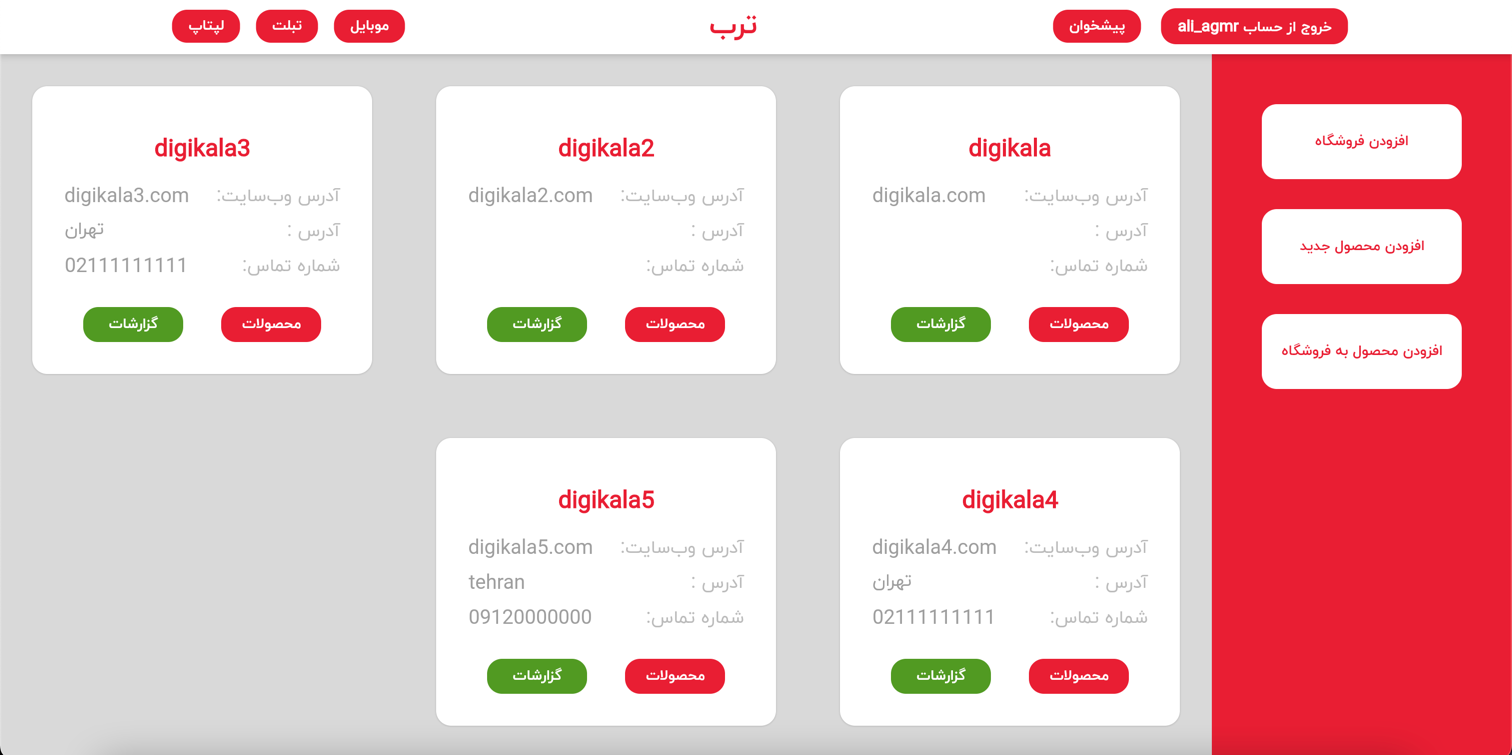 خروج از حساب ali_agmr
پیشخوان
ترب
موبایل
تبلت
لپتاپ
افزودن فروشگاه
افزودن محصول جدید
افزودن محصول به فروشگاه
digikala
آدرس وب‌سایت: digikala.com
آدرس :
شماره تماس:
محصولات
گزارشات
digikala2
آدرس وب‌سایت: digikala2.com
آدرس :
شماره تماس:
محصولات
گزارشات
digikala3
آدرس وب‌سایت: digikala3.com
آدرس : تهران
شماره تماس: 02111111111
محصولات
گزارشات
digikala4
آدرس وب‌سایت: digikala4.com
آدرس : تهران
شماره تماس: 02111111111
محصولات
گزارشات
digikala5
آدرس وب‌سایت: digikala5.com
آدرس : tehran
شماره تماس: 09120000000
محصولات
گزارشات